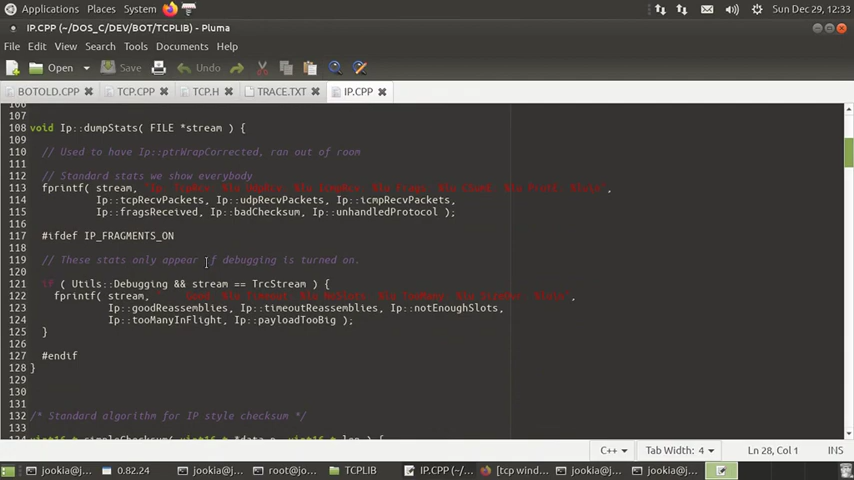 Applications Places System Sun Dec 29, 12:33
IP.CPP (~/DOS_C/DEV/BOT/TCPLIB) - Pluma
File Edit View Search Tools Documents Help
Open Save Undo
BOTOLD.CPP TCP.CPP TCP.H TRACE.TXT IP.CPP
106
107
108 void Ip::dumpStats( FILE *stream ) {
109
110 // Used to have Ip::ptrWrapCorrected, ran out of room
111
112 // Standard stats we show everybody
113 fprintf( stream,
114 Ip::tcpRecvPackets, Ip::udpRecvPackets, Ip::icmpRecvPackets,
115 Ip::fragsReceived, Ip::badChecksum, Ip::unhandledProtocol );
116
117 #ifdef IP_FRAGMENTS_ON
118
119 // These stats only appear if debugging is turned on.
120
121 if ( Utils::Debugging && stream == TrcStream ) {
122 fprintf( stream,
123 Ip::goodReassemblies, Ip::timeoutReassemblies, Ip::notEnoughSlots,
124 Ip::tooManyInFlight, Ip::payloadTooBig );
125 }
126
127 #endif
128 }
129
130
131
132 /* Standard algorithm for IP style checksum */
133
C++ Tab Width: 4 Ln 28, Col 1 INS
jookia@j... 0.82.24 jookia@j... root@jo... TCPLIB IP.CPP (~/... [tcp wind... jookia@j... jookia@j...